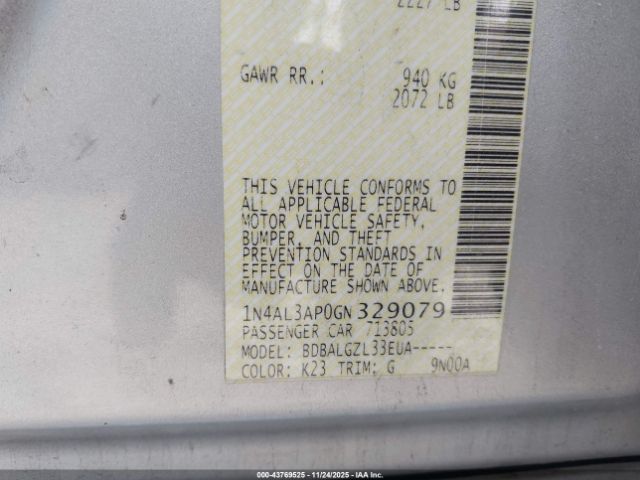 2227 LB
GAWR RR.: 940 KG
2072 LB
THIS VEHICLE CONFORMS TO
ALL APPLICABLE FEDERAL
MOTOR VEHICLE SAFETY,
BUMPER, AND THEFT
PREVENTION STANDARDS IN
EFFECT ON THE DATE OF
MANUFACTURE SHOWN ABOVE.
1N4AL3AP0GN329079
PASSENGER CAR 713805
MODEL: BDBALGZL33EUA-----
COLOR: K23 TRIM: G 9N00A
000-43769525 - 11/24/2025 - IAA Inc.